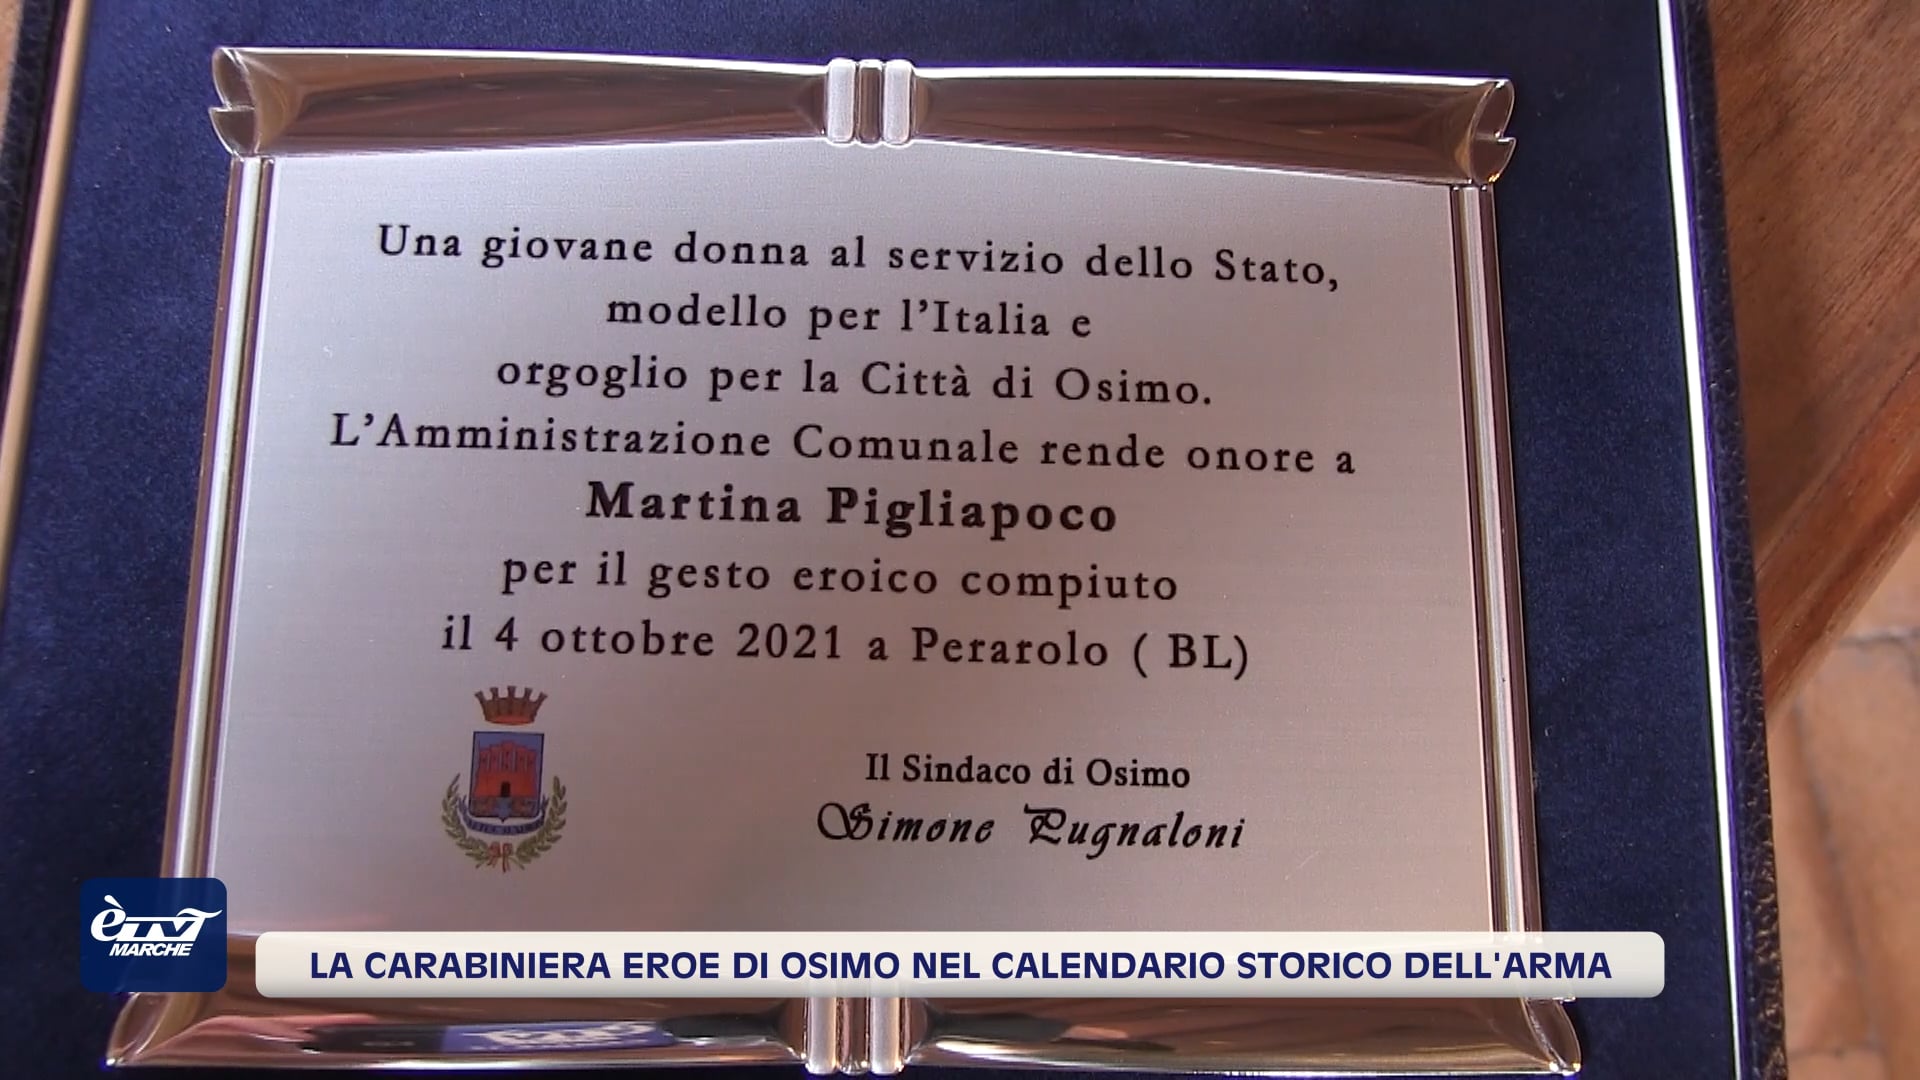 Una giovane donna al servizio dello Stato,
modello per l'Italia e
orgoglio per la Città di Osimo.
L'Amministrazione Comunale rende onore a
Martina Pigliapoco
per il gesto eroico compiuto
il 4 ottobre 2021 a Perarolo ( BL)
Il Sindaco di Osimo
Simone Pugnaloni
èTV
MARCHE
LA CARABINIERA EROE DI OSIMO NEL CALENDARIO STORICO DELL'ARMA